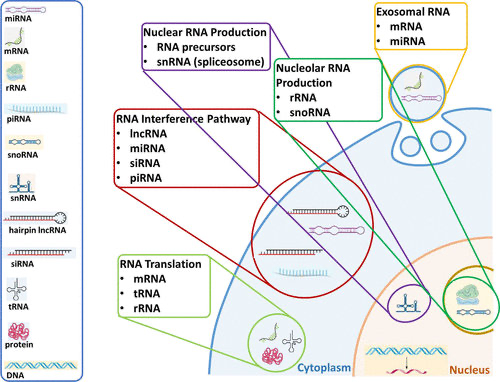 miRNA
mRNA
rRNA
piRNA
snoRNA
snRNA
hairpin lncRNA
siRNA
tRNA
protein
DNA
Nuclear RNA Production
• RNA precursors
• snRNA (spliceosome)
Exosomal RNA
• mRNA
• miRNA
Nucleolar RNA
Production
• rRNA
• snoRNA
RNA Interference Pathway
• lncRNA
• miRNA
• siRNA
• piRNA
RNA Translation
• mRNA
• tRNA
• rRNA
Cytoplasm
Nucleus